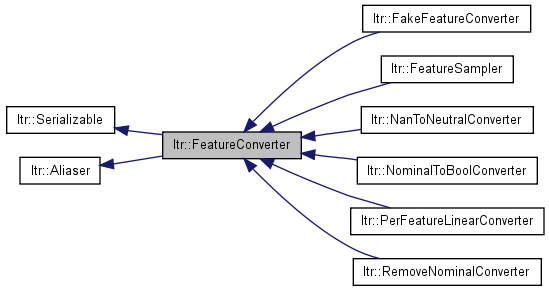 ltr::FakeFeatureConverter
ltr::FeatureSampler
ltr::Serializable
ltr::NanToNeutralConverter
ltr::FeatureConverter
ltr::Aliaser
ltr::NominalToBoolConverter
ltr::PerFeatureLinearConverter
ltr::RemoveNominalConverter